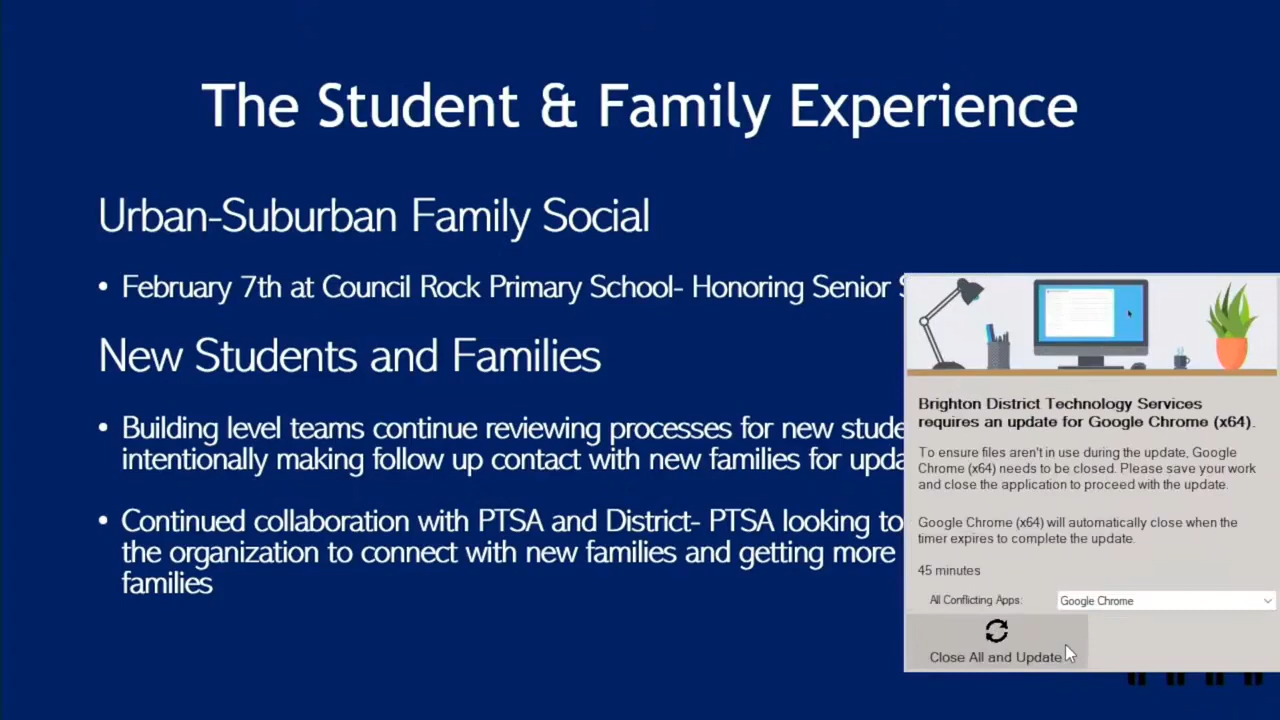 The Student & Family Experience
Urban-Suburban Family Social
• February 7th at Council Rock Primary School- Honoring Senior
New Students and Families
• Building level teams continue reviewing processes for new
intentionally making follow up contact with new families for
• Continued collaboration with PTSA and District- PTSA looking to
the organization to connect with new families and getting more
families
Brighton District Technology Services
requires an update for Google Chrome (x64).
To ensure files aren't in use during the update, Google
Chrome (x64) needs to be closed. Please save your work
and close the application to proceed with the update.
Google Chrome (x64) will automatically close when the
timer expires to complete the update.
45 minutes
All Conflicting Apps:
Google Chrome
Close All and Update